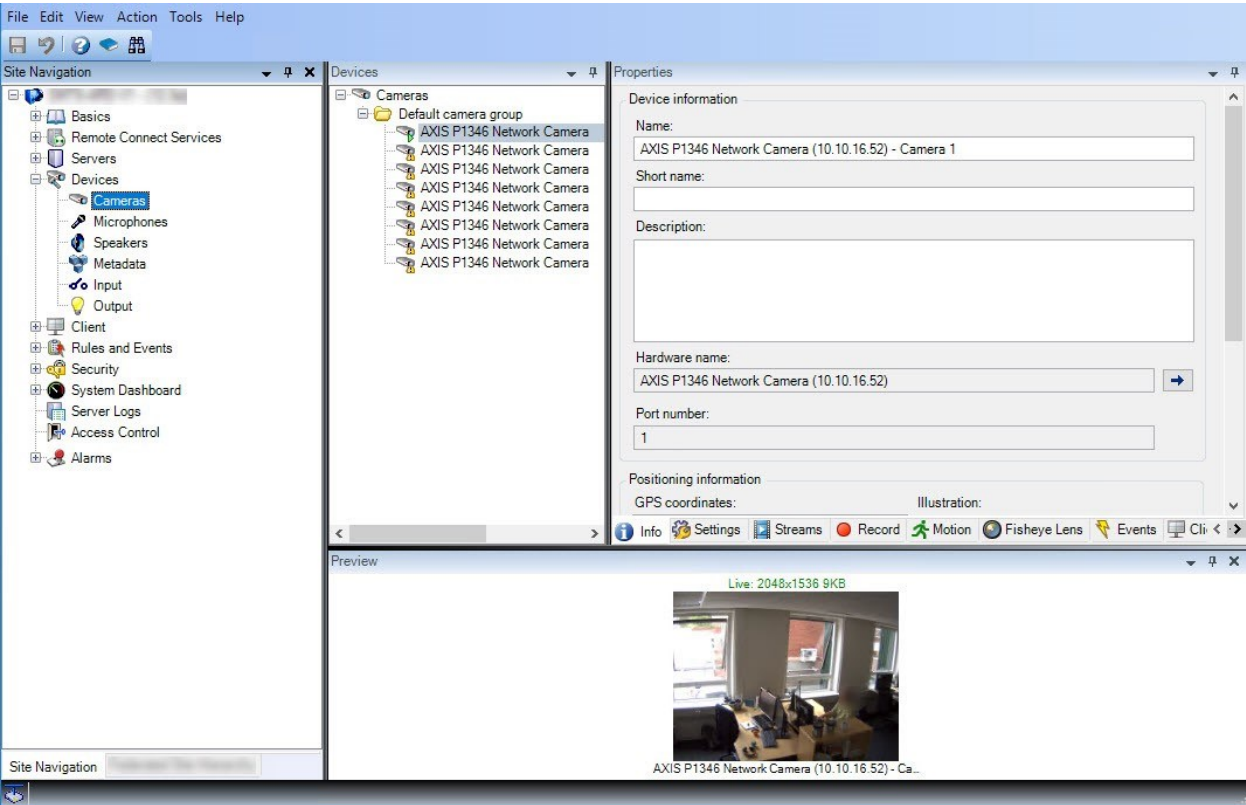 File Edit View Action Tools Help
Site Navigation
Basics
Remote Connect Services
Servers
Devices
Cameras
Microphones
Speakers
Metadata
Input
Output
Client
Rules and Events
Security
System Dashboard
Server Logs
Access Control
Alarms
Site Navigation
Devices
Cameras
Default camera group
AXIS P1346 Network Camera
AXIS P1346 Network Camera
AXIS P1346 Network Camera
AXIS P1346 Network Camera
AXIS P1346 Network Camera
AXIS P1346 Network Camera
AXIS P1346 Network Camera
AXIS P1346 Network Camera
Properties
Device information
Name:
AXIS P1346 Network Camera (10.10.16.52) - Camera 1
Short name:
Description:
Hardware name:
AXIS P1346 Network Camera (10.10.16.52)
Port number:
1
Positioning information
GPS coordinates: Illustration:
Info Settings Streams Record Motion Fisheye Lens Events Cli
Preview
Live: 2048x1536 9KB
AXIS P1346 Network Camera (10.10.16.52) - Ca...